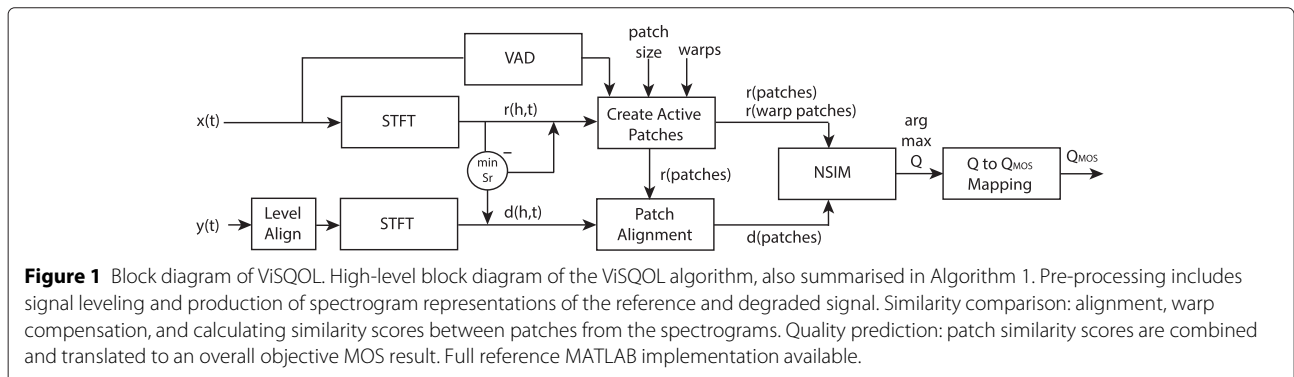 patch
size
warps
VAD
x(t)
STFT
r(h,t)
Create Active
Patches
r(patches)
r(warp patches)
min
Sr
–
r(patches)
NSIM
arg
max
Q
Q to QMOS
Mapping
QMOS
y(t)
Level
Align
STFT
d(h,t)
Patch
Alignment
d(patches)
Figure 1 Block diagram of ViSQOL. High-level block diagram of the ViSQOL algorithm, also summarised in Algorithm 1. Pre-processing includes
signal leveling and production of spectrogram representations of the reference and degraded signal. Similarity comparison: alignment, warp
compensation, and calculating similarity scores between patches from the spectrograms. Quality prediction: patch similarity scores are combined
and translated to an overall objective MOS result. Full reference MATLAB implementation available.